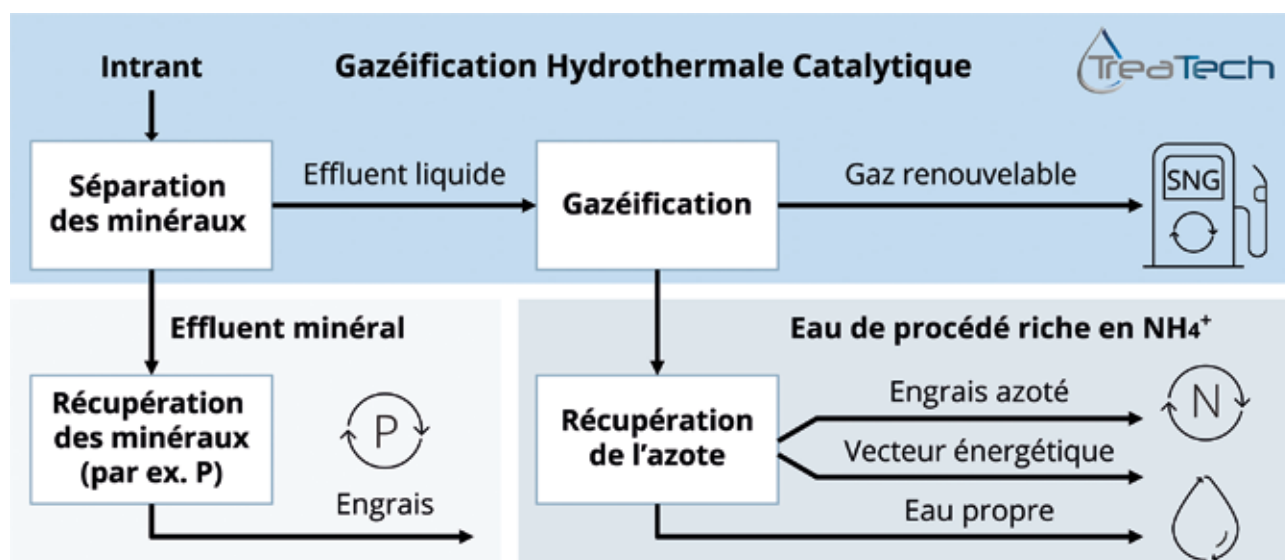 Intrant
Gazéification Hydrothermale Catalytique
TreaTech
Séparation
des minéraux
Effluent liquide
Gazéification
Gaz renouvelable
SNG
Effluent minéral
Récupération
des minéraux
(par ex. P)
P
Engrais
Eau de procédé riche en NH₄⁺
Récupération
de l’azote
Engrais azoté
N
Vecteur énergétique
Eau propre